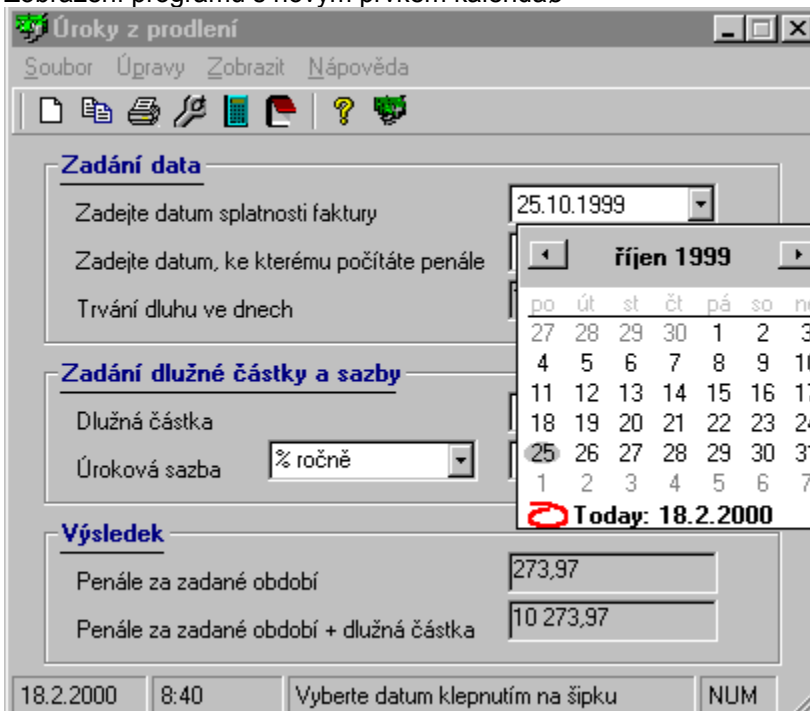 Zobrazení programu s novým prvkem kalendáø
Úroky z prodlení
Soubor Úpravy Zobrazit Nápověda
Zadání data
Zadejte datum splatnosti faktury 25.10.1999
Zadejte datum, ke kterému počítáte penále
Trvání dluhu ve dnech
říjen 1999
po út st čt pá so
27 28 29 30 1 2 3
4 5 6 7 8 9
11 12 13 14 15 16
18 19 20 21 22 23
25 26 27 28 29 30
1 2 3 4 5 6 7
Today: 18.2.2000
Zadání dlužné částky a sazby
Dlužná částka
Úroková sazba % ročně
Výsledek
Penále za zadané období 273,97
Penále za zadané období + dlužná částka 10 273,97
18.2.2000 8:40 Vyberte datum klepnutím na šipku NUM